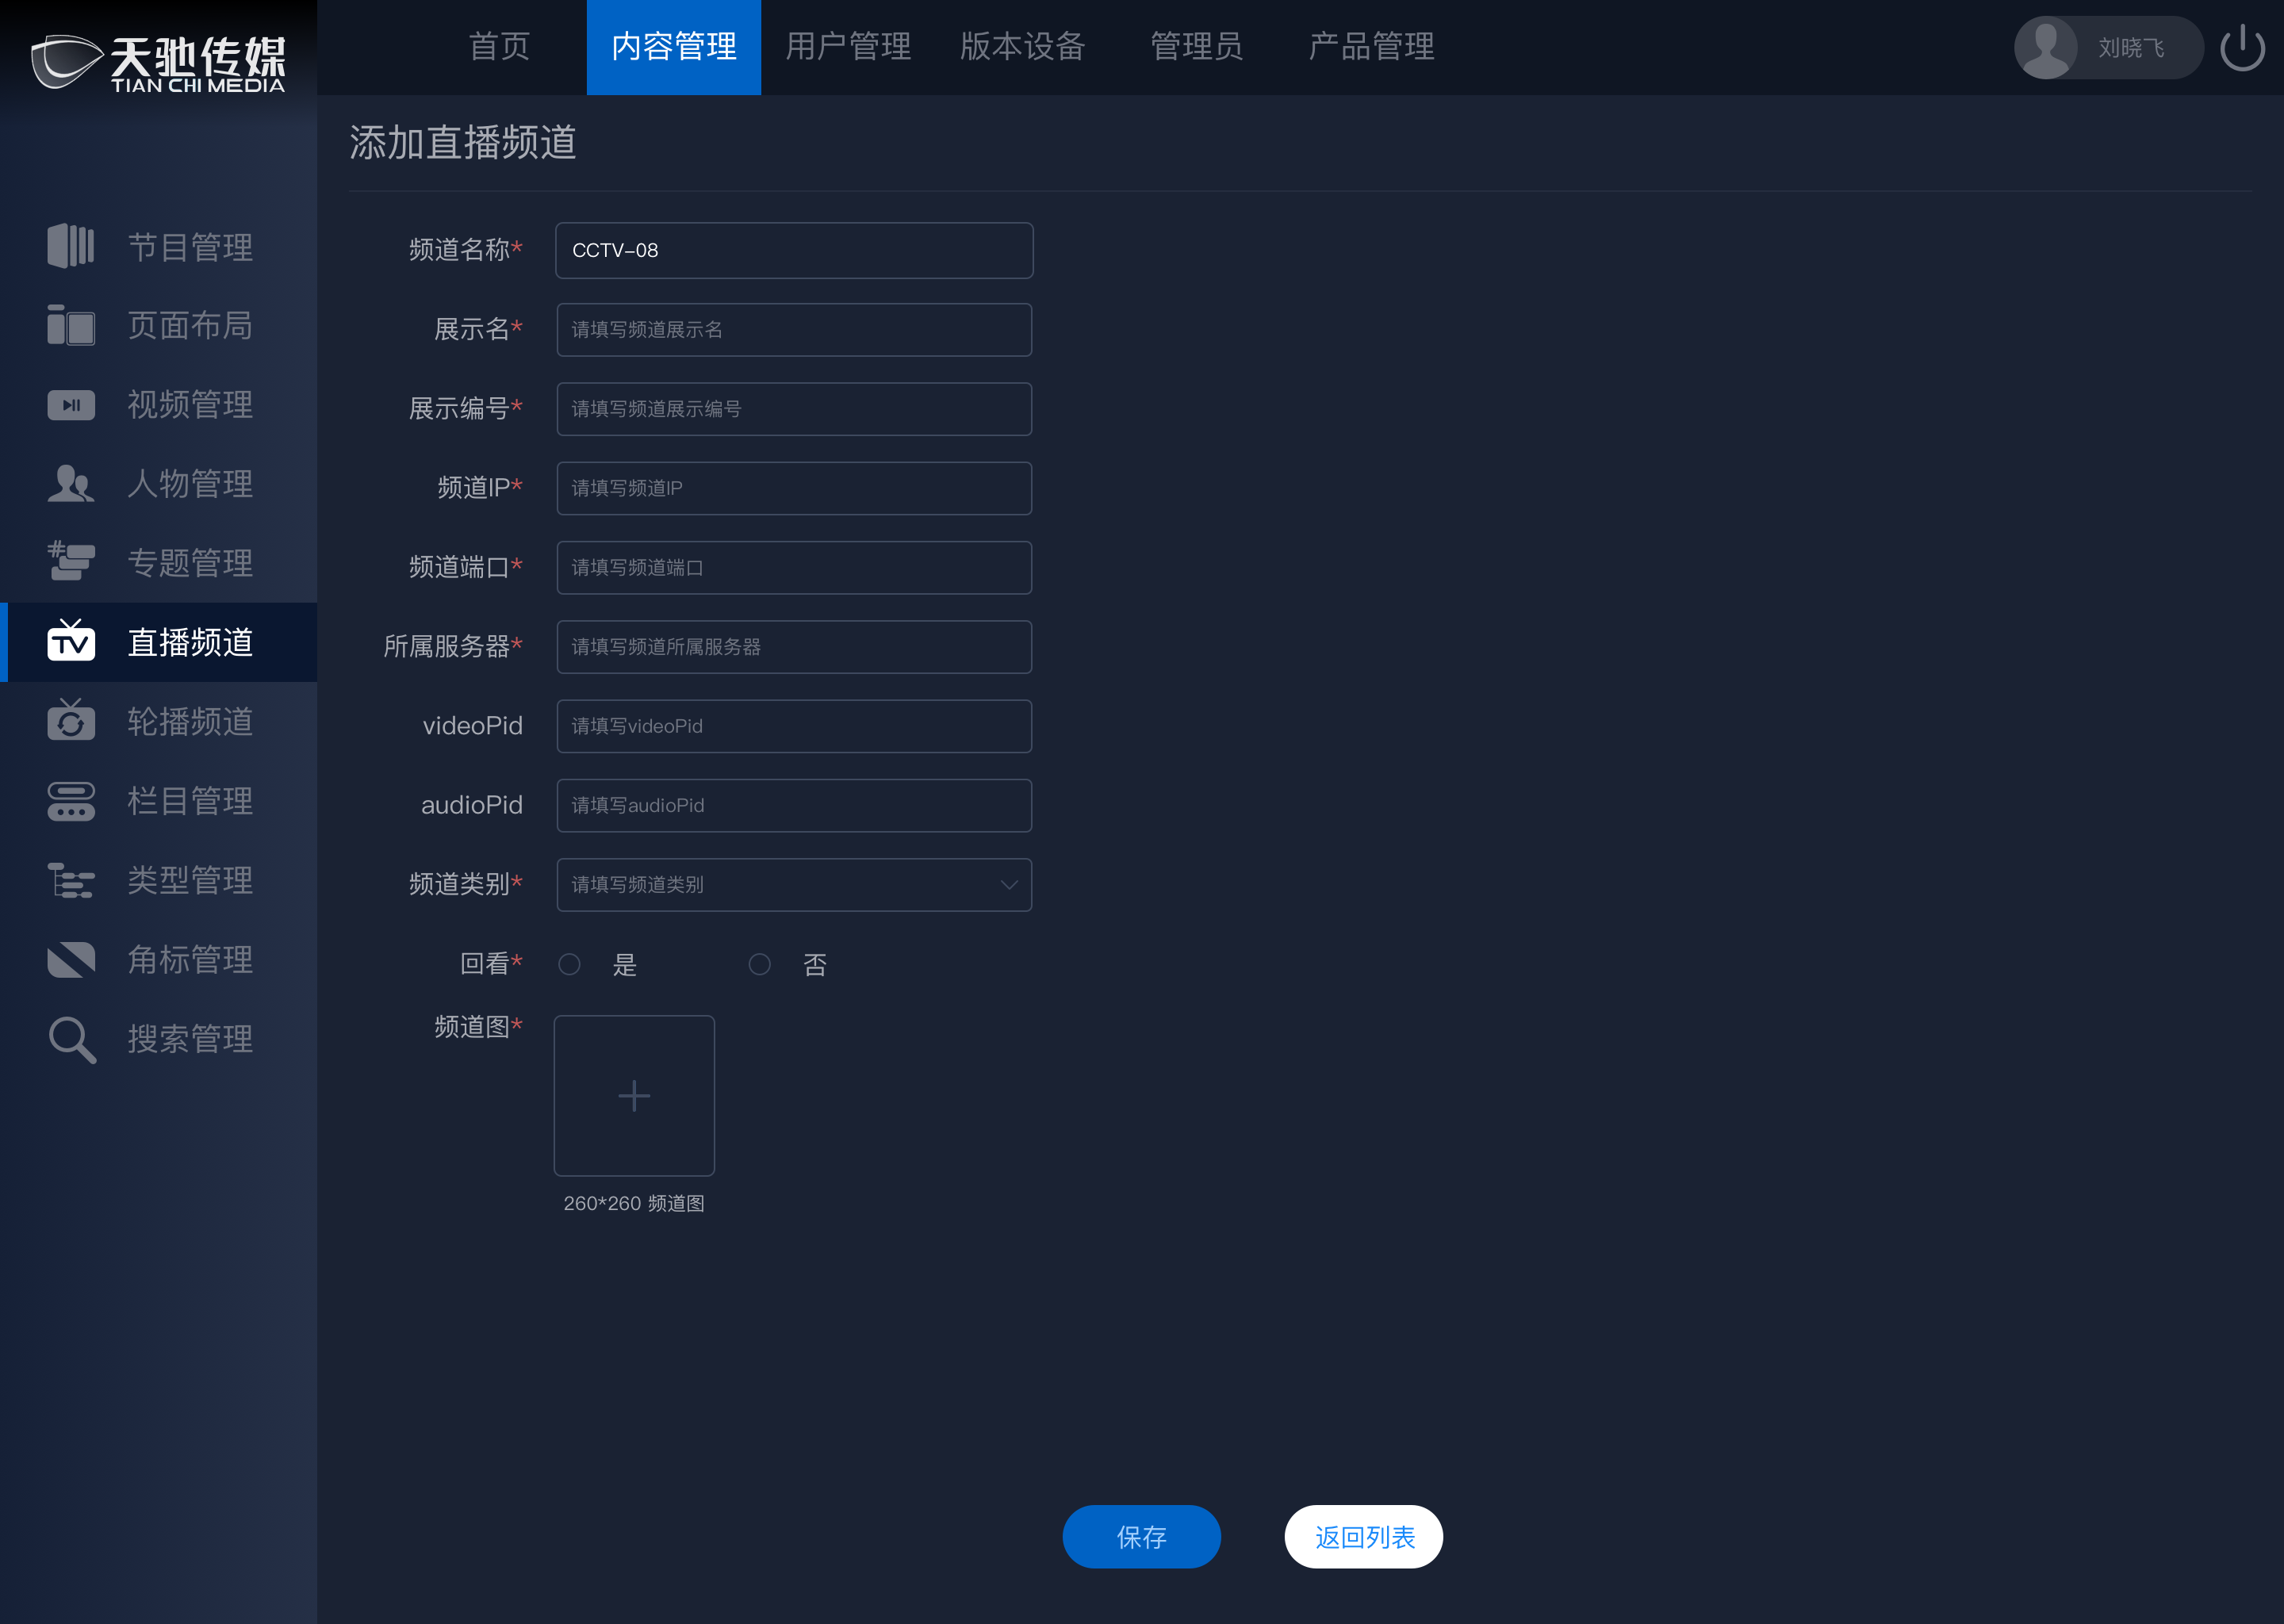 天驰传媒
TIAN CHI MEDIA
首页 内容管理 用户管理 版本设备 管理员 产品管理
刘晓飞
节目管理
页面布局
视频管理
人物管理
#
专题管理
TV
直播频道
轮播频道
栏目管理
类型管理
角标管理
搜索管理
添加直播频道
频道名称* CCTV-08
展示名* 请填写频道展示名
展示编号* 请填写频道展示编号
频道IP* 请填写频道IP
频道端口* 请填写频道端口
所属服务器* 请填写频道所属服务器
videoPid 请填写videoPid
audioPid 请填写audioPid
频道类别* 请填写频道类别
回看* 是 否
频道图*
260*260 频道图
保存 返回列表